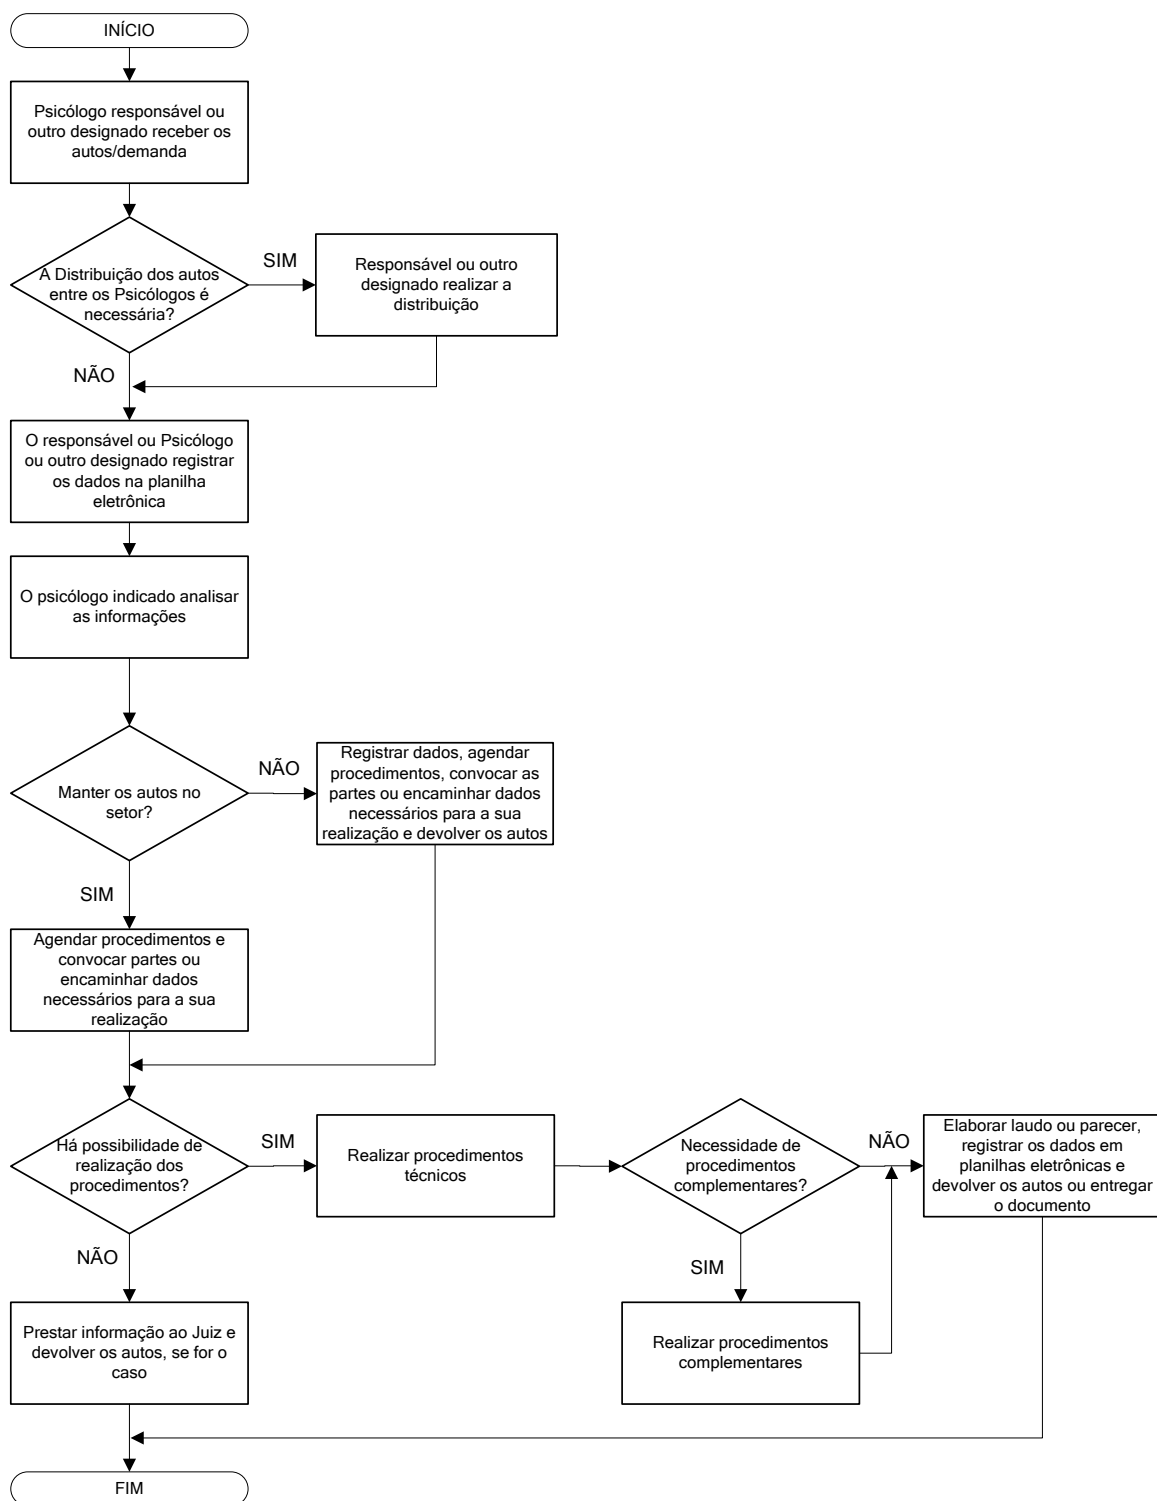 INÍCIO
Psicólogo responsável ou
outro designado receber os
autos/demanda
A Distribuição dos autos
entre os Psicólogos é
necessária?
SIM
Responsável ou outro
designado realizar a
distribuição
NÃO
O responsável ou Psicólogo
ou outro designado registrar
os dados na planilha
eletrônica
O psicólogo indicado analisar
as informações
Manter os autos no
setor?
NÃO
Registrar dados, agendar
procedimentos, convocar as
partes ou encaminhar dados
necessários para a sua
realização e devolver os autos
SIM
Agendar procedimentos e
convocar partes ou
encaminhar dados
necessários para a sua
realização
Há possibilidade de
realização dos
procedimentos?
SIM
Realizar procedimentos
técnicos
Necessidade de
procedimentos
complementares?
NÃO
Elaborar laudo ou parecer,
registrar os dados em
planilhas eletrônicas e
devolver os autos ou entregar
o documento
NÃO
SIM
Prestar informação ao Juiz e
devolver os autos, se for o
caso
Realizar procedimentos
complementares
FIM